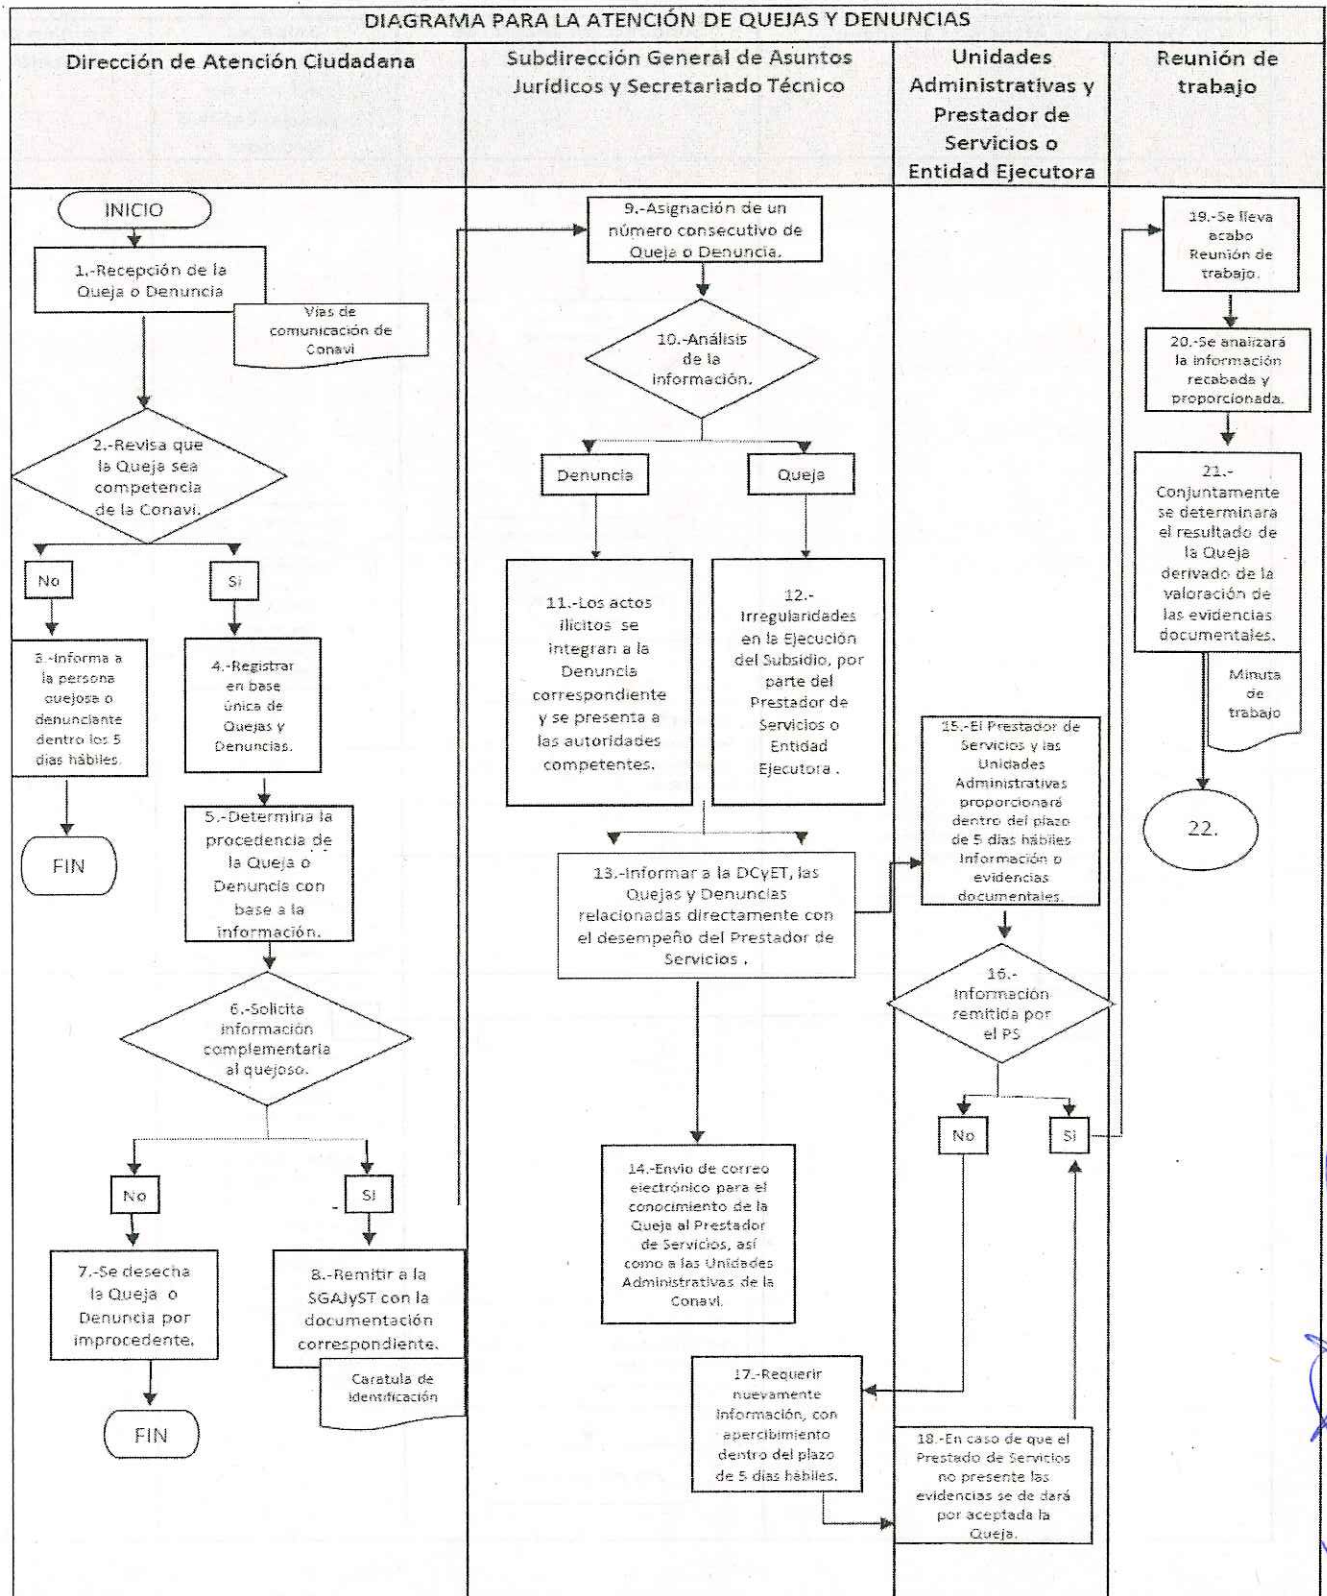 DIAGRAMA PARA LA ATENCIÓN DE QUEJAS Y DENUNCIAS
Dirección de Atención Ciudadana
Subdirección General de Asuntos
Jurídicos y Secretariado Técnico
Unidades
Administrativas y
Prestador de
Servicios o
Entidad Ejecutora
Reunión de
trabajo
INICIO
1.-Recepción de la
Queja o Denuncia
Vías de
comunicación de
Conavi
2.-Revisa que
la Queja sea
competencia
de la Conavi.
No
Si
3.-Informa a
la persona
quejosa o
denunciante
dentro los 5
días hábiles.
FIN
4.-Registrar
en base
única de
Quejas y
Denuncias.
5.-Determina la
procedencia de
la Queja o
Denuncia con
base a la
información.
6.-Solicita
información
complementaria
al quejoso.
No
Si
7.-Se desecha
la Queja o
Denuncia por
improcedente.
FIN
8.-Remitir a la
SGAJyST con la
documentación
correspondiente.
Caratula de
Identificación
9.-Asignación de un
número consecutivo de
Queja o Denuncia.
10.-Análisis
de la
información.
Denuncia
Queja
11.-Los actos
ilícitos se
integran a la
Denuncia
correspondiente
y se presenta a
las autoridades
competentes.
12.-
Irregularidades
en la Ejecución
del Subsidio, por
parte del
Prestador de
Servicios o
Entidad
Ejecutora .
13.-Informar a la DCyET, las
Quejas y Denuncias
relacionadas directamente con
el desempeño del Prestador de
Servicios .
14.-Envío de correo
electrónico para el
conocimiento de la
Queja al Prestador
de Servicios, así
como a las Unidades
Administrativas de la
Conavi.
15.-El Prestador de
Servicios y las
Unidades
Administrativas
proporcionará
dentro del plazo
de 5 días hábiles
Información o
evidencias
documentales.
16.-
Información
remitida por
el PS
No
Si
17.-Requerir
nuevamente
Información, con
apercibimiento
dentro del plazo
de 5 días hábiles.
18.-En caso de que el
Prestado de Servicios
no presente las
evidencias se de dará
por aceptada la
Queja.
19.-Se lleva
acabo
Reunión de
trabajo.
20.-Se analizará
la información
recabada y
proporcionada.
21.-
Conjuntamente
se determinara
el resultado de
la Queja
derivado de la
valoración de
las evidencias
documentales.
Minuta
de
trabajo
22.